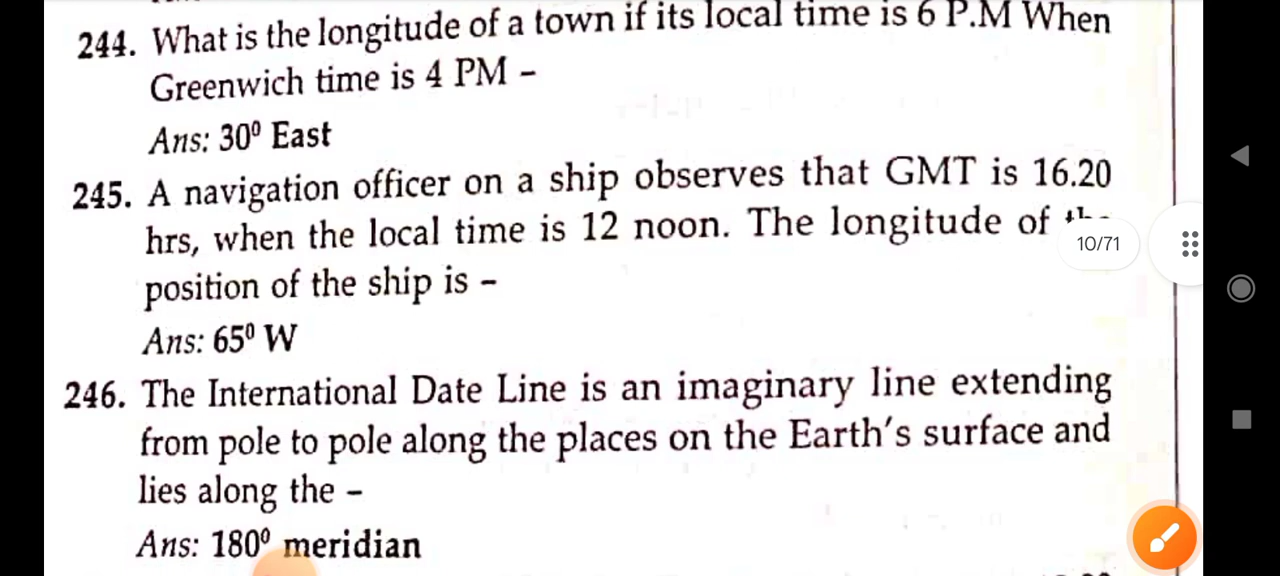 244. What is the longitude of a town if its local time is 6 P.M When
Greenwich time is 4 PM –
Ans: 30⁰ East
245. A navigation officer on a ship observes that GMT is 16.20
hrs, when the local time is 12 noon. The longitude of
10/71
position of the ship is –
Ans: 65⁰ W
246. The International Date Line is an imaginary line extending
from pole to pole along the places on the Earth's surface and
lies along the –
Ans: 180⁰ meridian